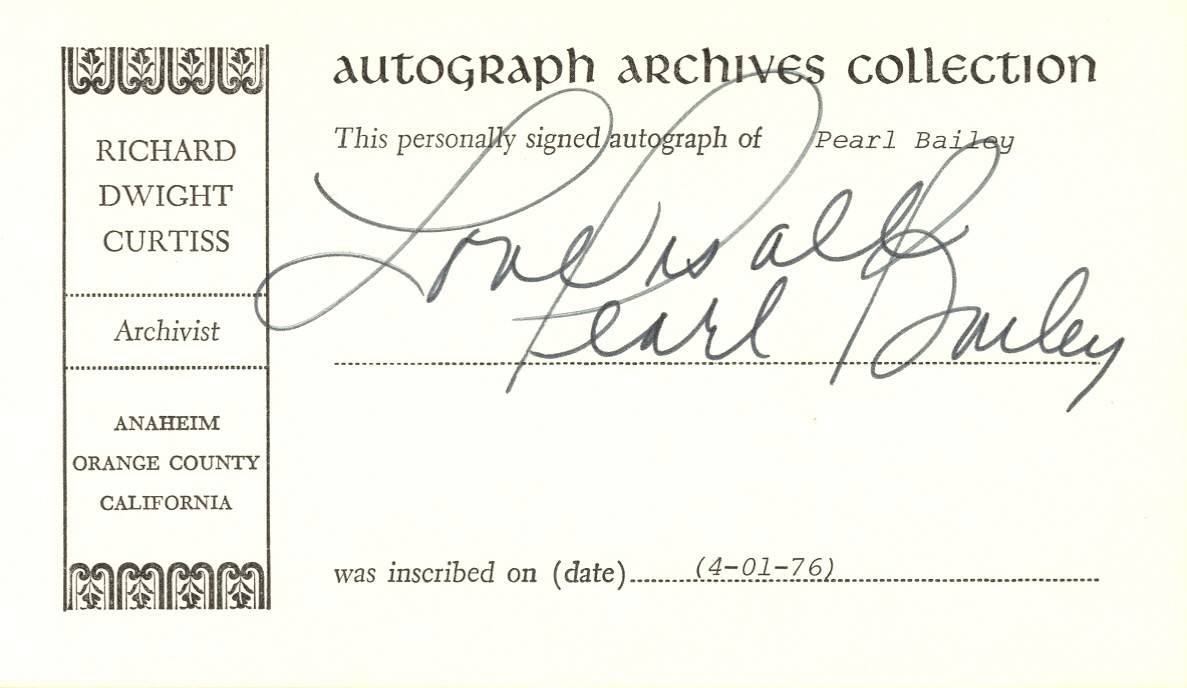 RICHARD
DWIGHT
CURTISS
Archivist
ANAHEIM
ORANGE COUNTY
CALIFORNIA
autograph archives collection
This personally signed autograph of Pearl Bailey
Love is all
Pearl Bailey
was inscribed on (date) (4-01-76)